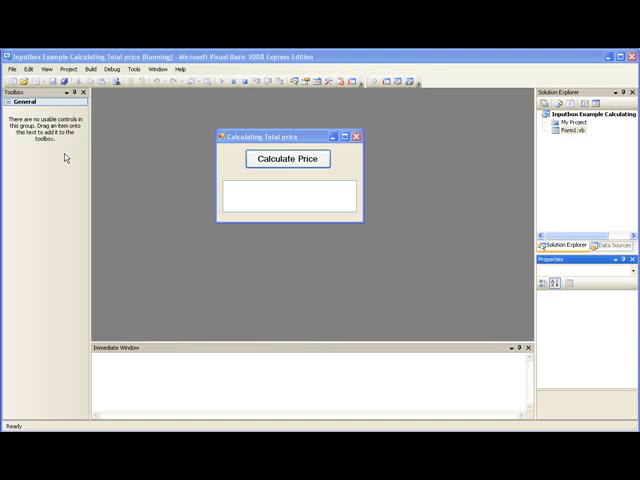 Inputbox Example Calculating Total price (Running) - Microsoft Visual Basic 2008 Express Edition
File Edit View Project Build Debug Tools Window Help
Toolbox
General
There are no usable controls in
this group. Drag an item onto
this text to add it to the
toolbox.
Calculating Total price
Calculate Price
Solution Explorer
Inputbox Example Calculating
My Project
Form1.vb
Solution Explorer Data Sources
Properties
Immediate Window
Ready